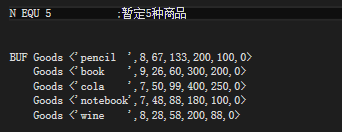 N EQU 5 ;暂定5种商品
BUF Goods <'pencil  ',8,67,133,200,100,0>
Goods <'book    ',9,26,60,300,200,0>
Goods <'cola    ',7,50,99,400,250,0>
Goods <'notebook',7,48,88,180,100,0>
Goods <'wine    ',8,28,58,200,88,0>